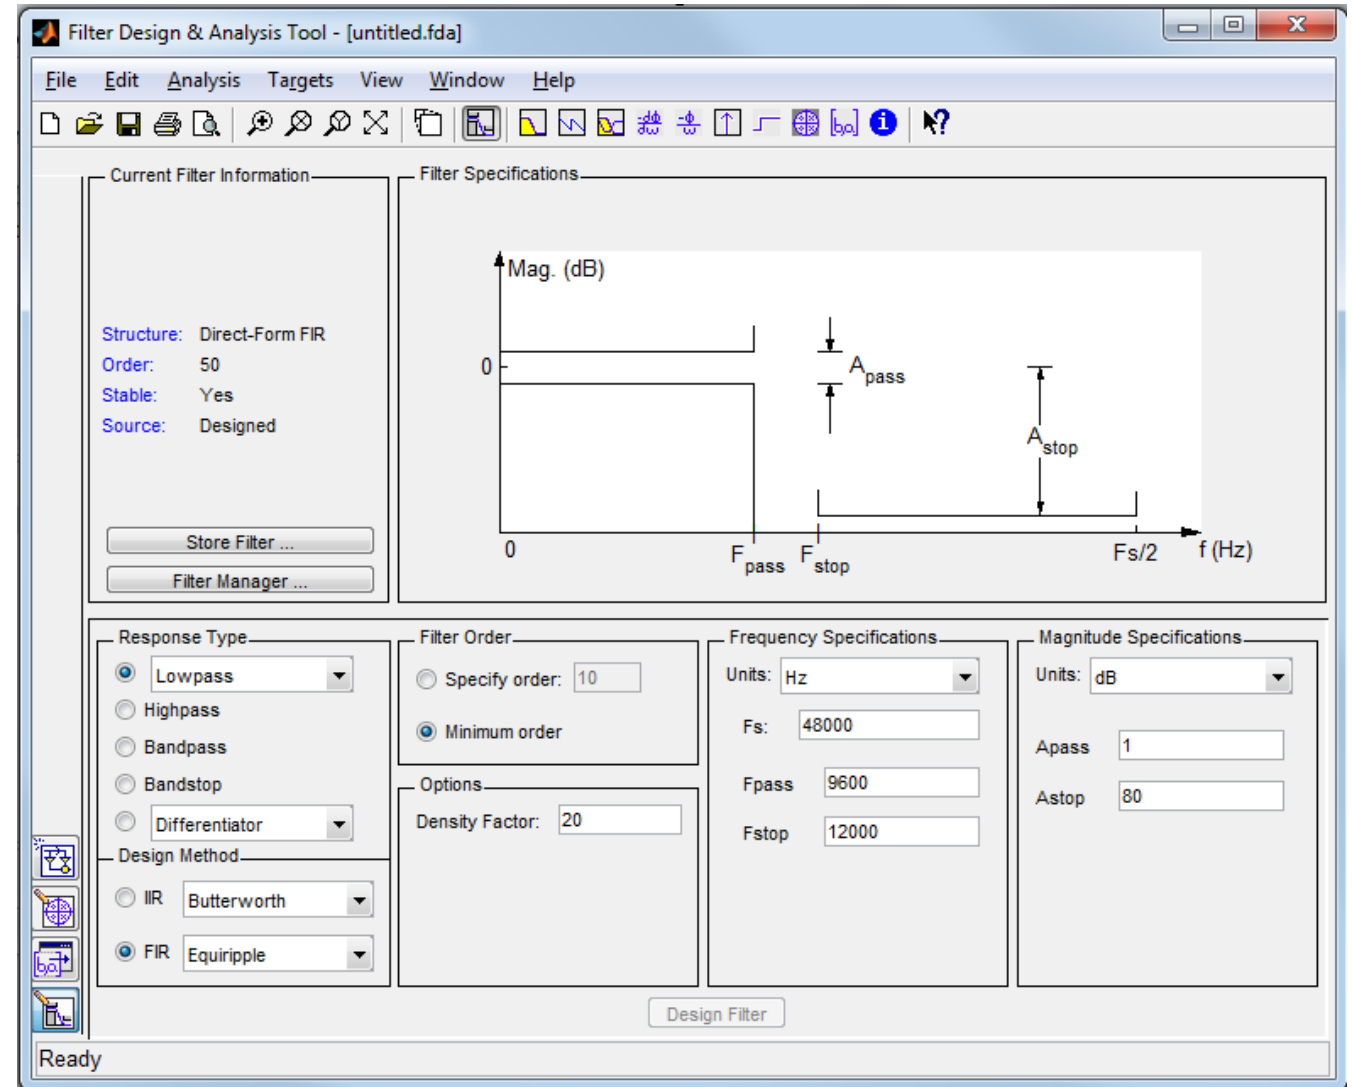 Filter Design & Analysis Tool - [untitled.fda]
File Edit Analysis Targets View Window Help
Current Filter Information
Structure: Direct-Form FIR
Order: 50
Stable: Yes
Source: Designed
Store Filter ...
Filter Manager ...
Filter Specifications
Mag. (dB)
0
Apass
Astop
0
Fpass
Fstop
Fs/2
f (Hz)
Response Type
Lowpass
Highpass
Bandpass
Bandstop
Differentiator
Design Method
IIR Butterworth
FIR Equiripple
Filter Order
Specify order: 10
Minimum order
Options
Density Factor: 20
Frequency Specifications
Units: Hz
Fs: 48000
Fpass 9600
Fstop 12000
Magnitude Specifications
Units: dB
Apass 1
Astop 80
Design Filter
Ready